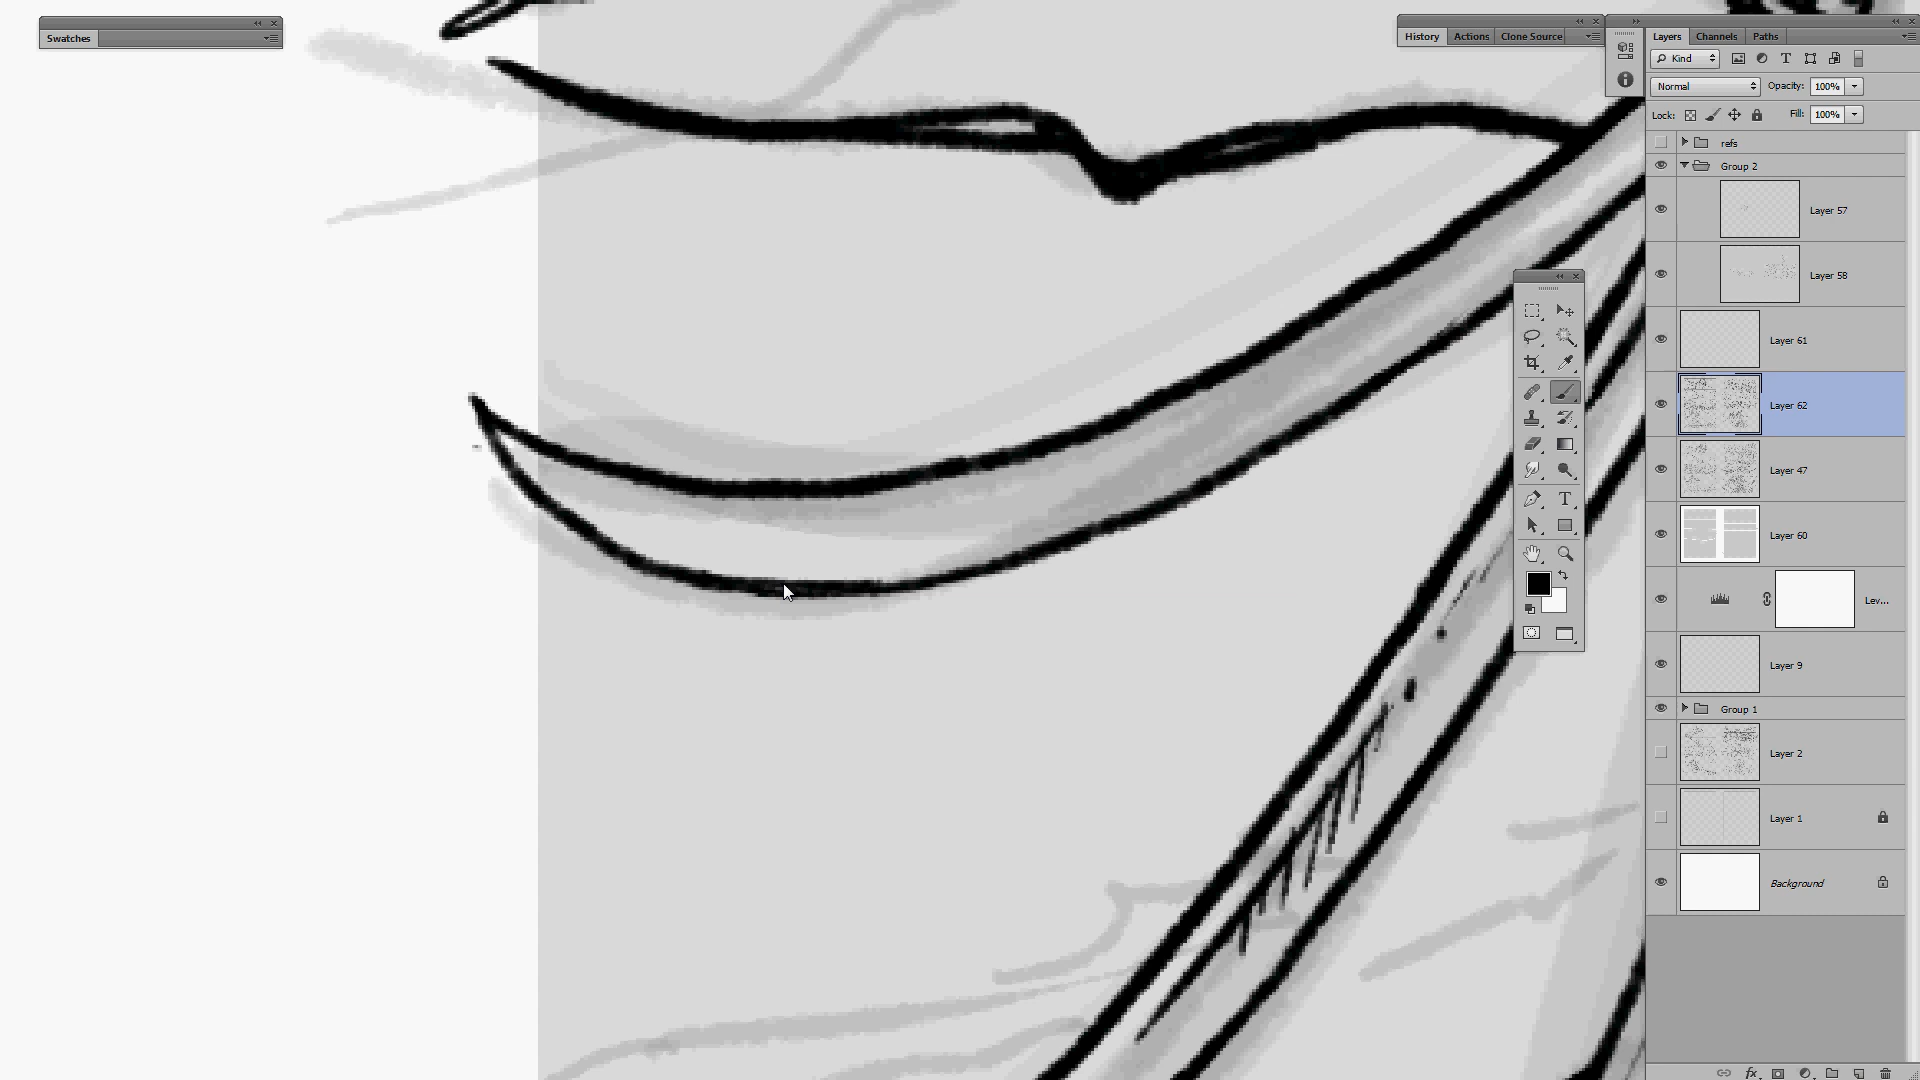 Swatches
History Actions Clone Source
Layers Channels Paths
Kind
Normal Opacity: 100%
Lock: Fill: 100%
refs
Group 2
Layer 57
Layer 58
Layer 61
Layer 62
Layer 47
Layer 60
Lev...
Layer 9
Group 1
Layer 2
Layer 1
Background